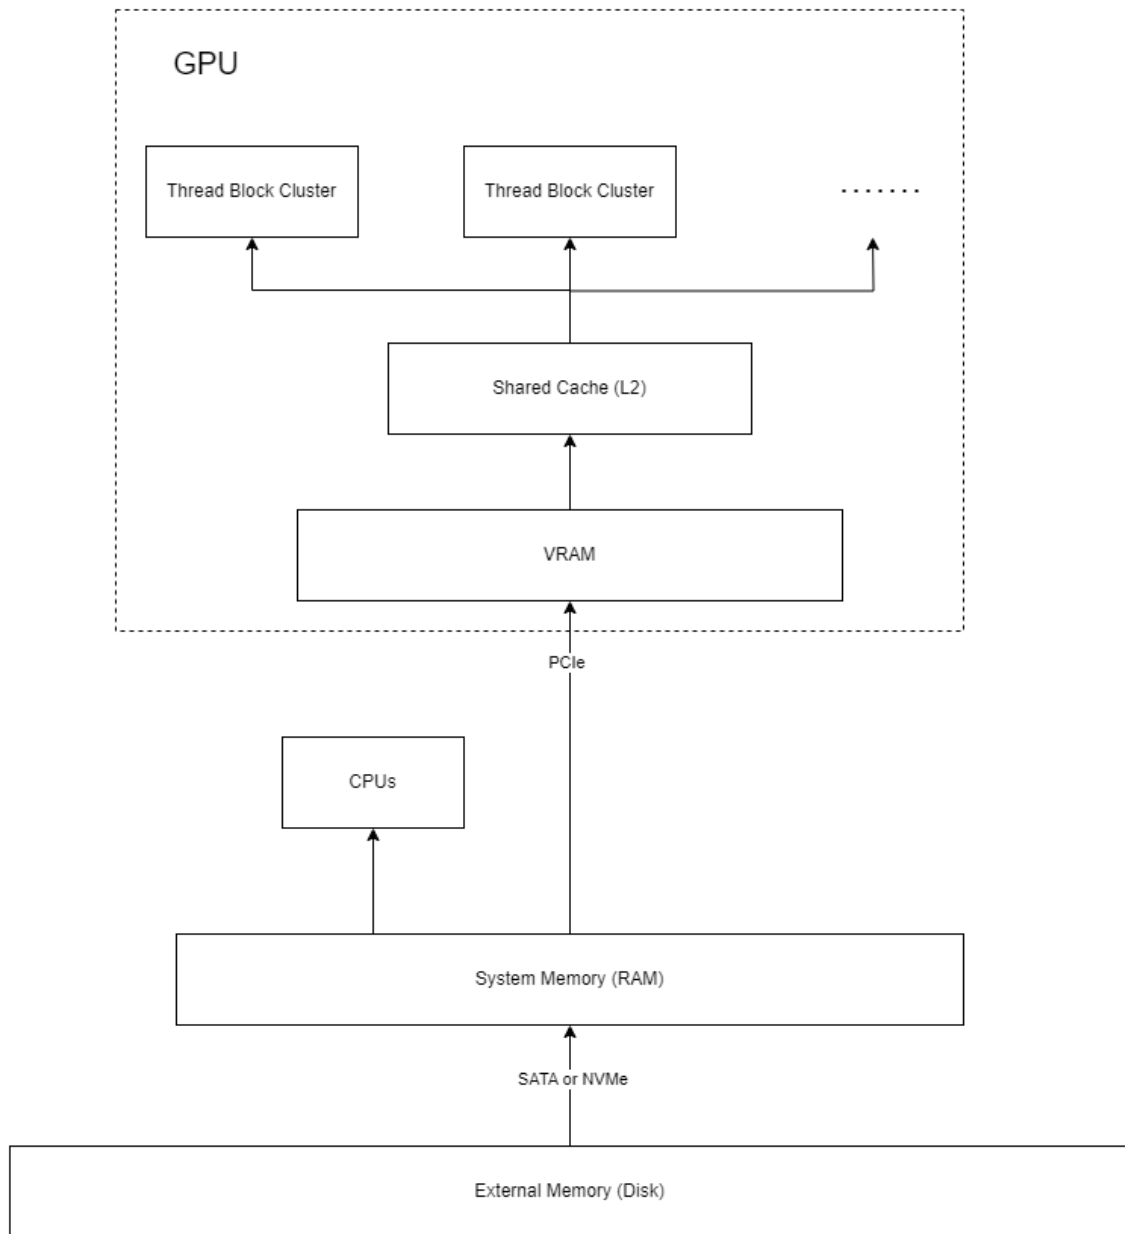 GPU
Thread Block Cluster
Thread Block Cluster
.......
Shared Cache (L2)
VRAM
PCIe
CPUs
System Memory (RAM)
SATA or NVMe
External Memory (Disk)